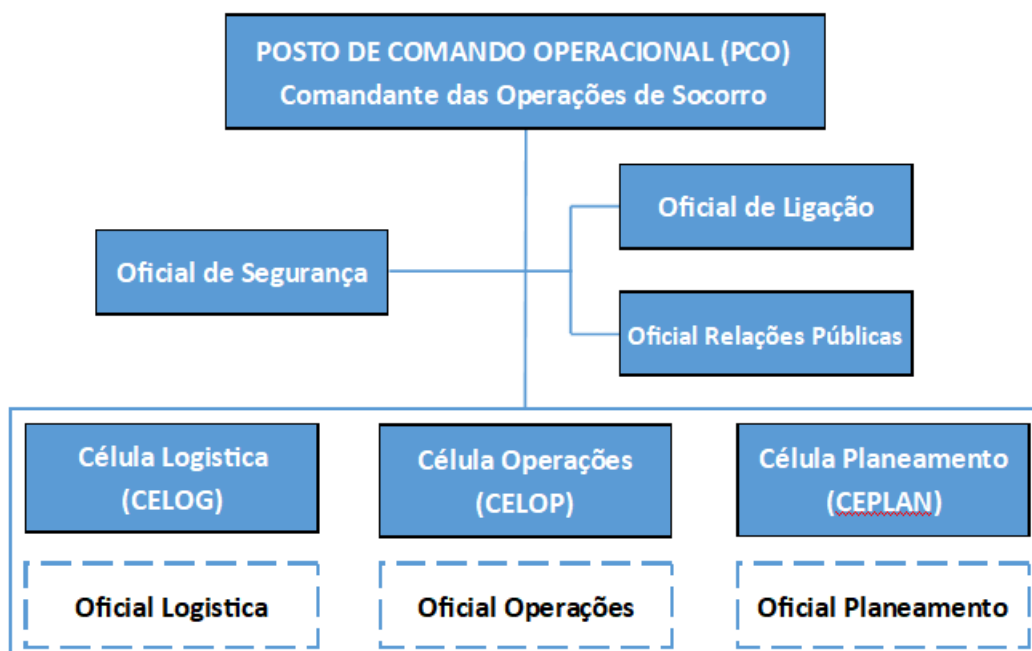 POSTO DE COMANDO OPERACIONAL (PCO)
Comandante das Operações de Socorro
Oficial de Ligação
Oficial de Segurança
Oficial Relações Públicas
Célula Logistica
(CELOG)
Célula Operações
(CELOP)
Célula Planeamento
(CEPLAN)
Oficial Logistica
Oficial Operações
Oficial Planeamento